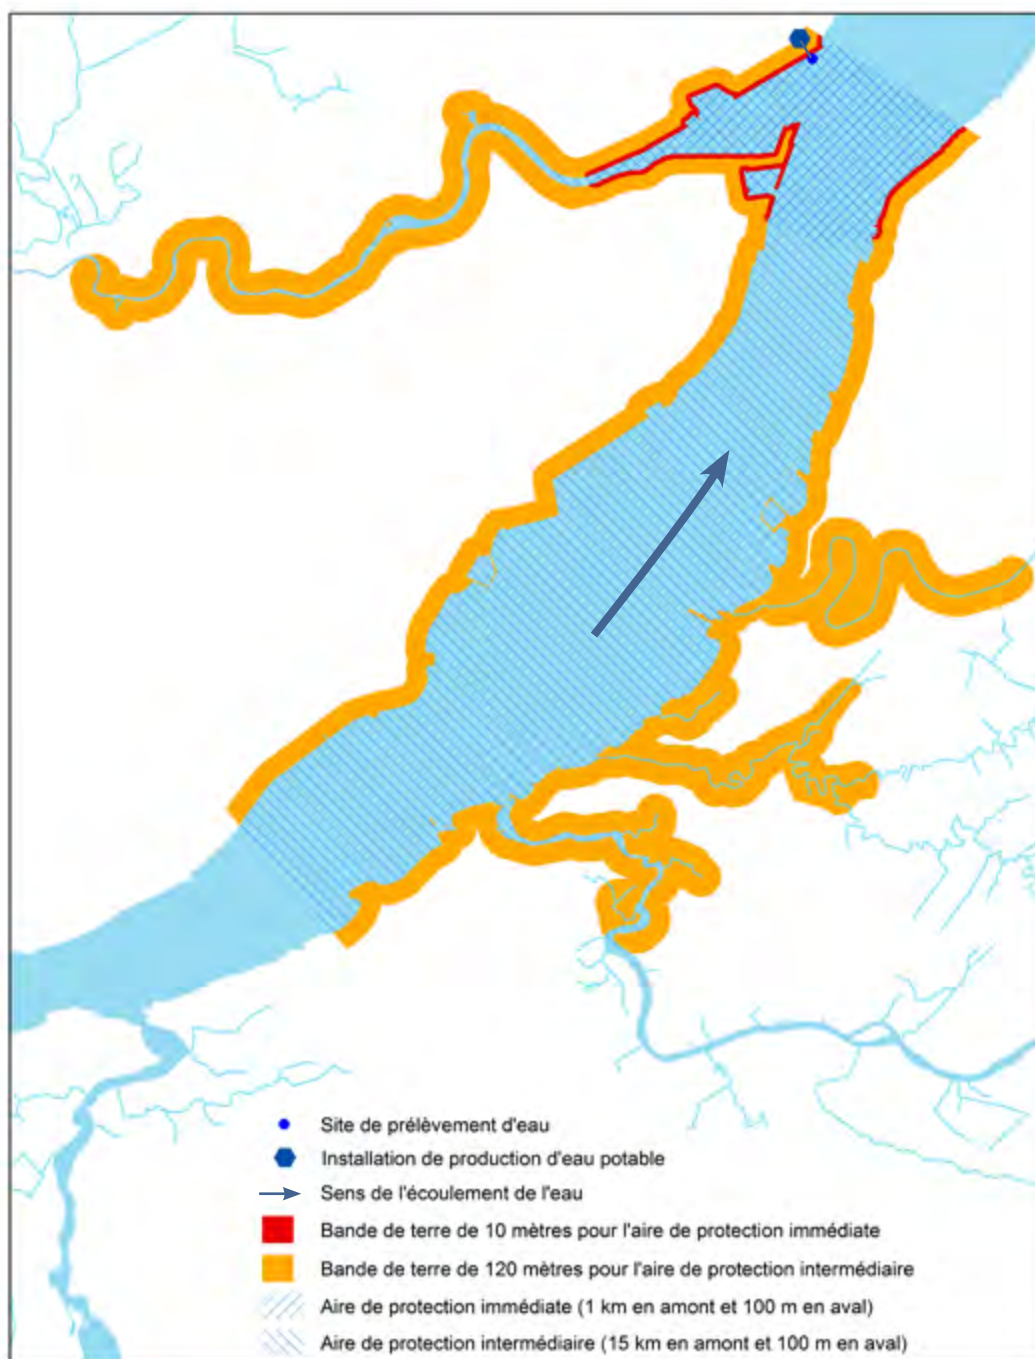 Site de prélèvement d'eau
Installation de production d'eau potable
Sens de l'écoulement de l'eau
Bande de terre de 10 mètres pour l'aire de protection immédiate
Bande de terre de 120 mètres pour l'aire de protection intermédiaire
Aire de protection immédiate (1 km en amont et 100 m en aval)
Aire de protection intermédiaire (15 km en amont et 100 m en aval)